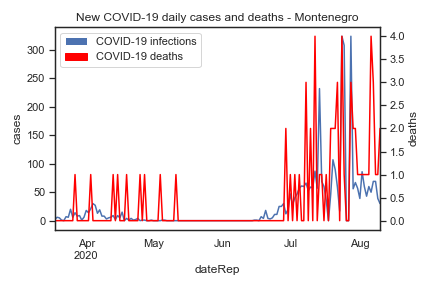 New COVID-19 daily cases and deaths - Montenegro
COVID-19 infections
COVID-19 deaths
300
250
200
150
100
50
0
cases
4.0
3.5
3.0
2.5
2.0
1.5
1.0
0.5
0.0
deaths
Apr
2020
May
Jun
Jul
Aug
dateRep